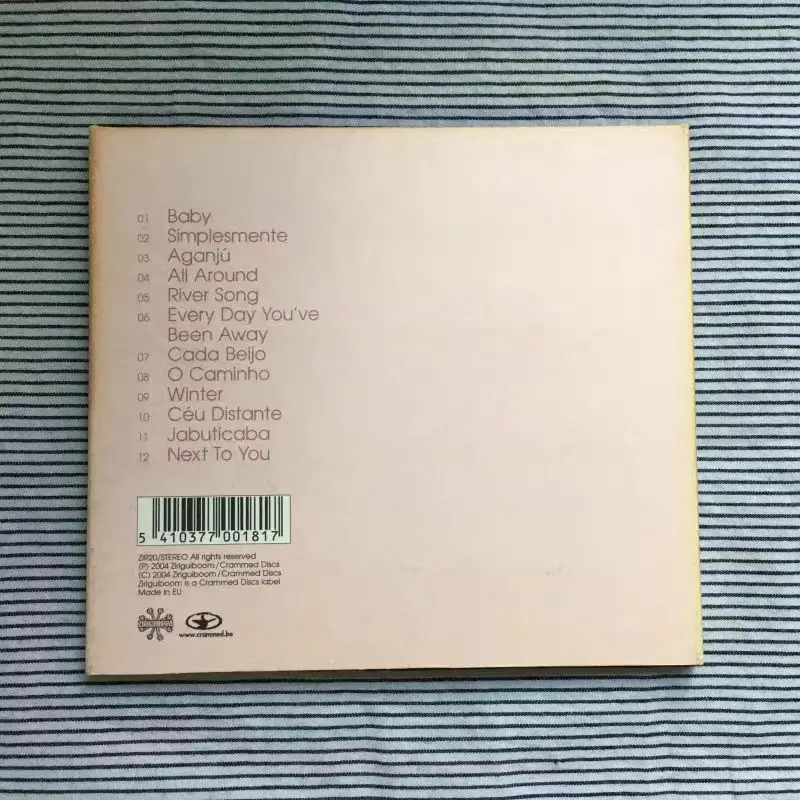 01 Baby
02 Simplesmente
03 Aganjú
04 All Around
05 River Song
06 Every Day You've
Been Away
07 Cada Beijo
08 O Caminho
09 Winter
10 Céu Distante
11 Jabuticaba
12 Next To You
5 410377 001817
ZIR20/STEREO All rights reserved
(P) 2004 Ziriguiboom/Crammed Discs
(C) 2004 Ziriguiboom/Crammed Discs
Ziriguiboom is a Crammed Discs label
Made in EU
ZIRIGUIBOOM
www.crammed.be